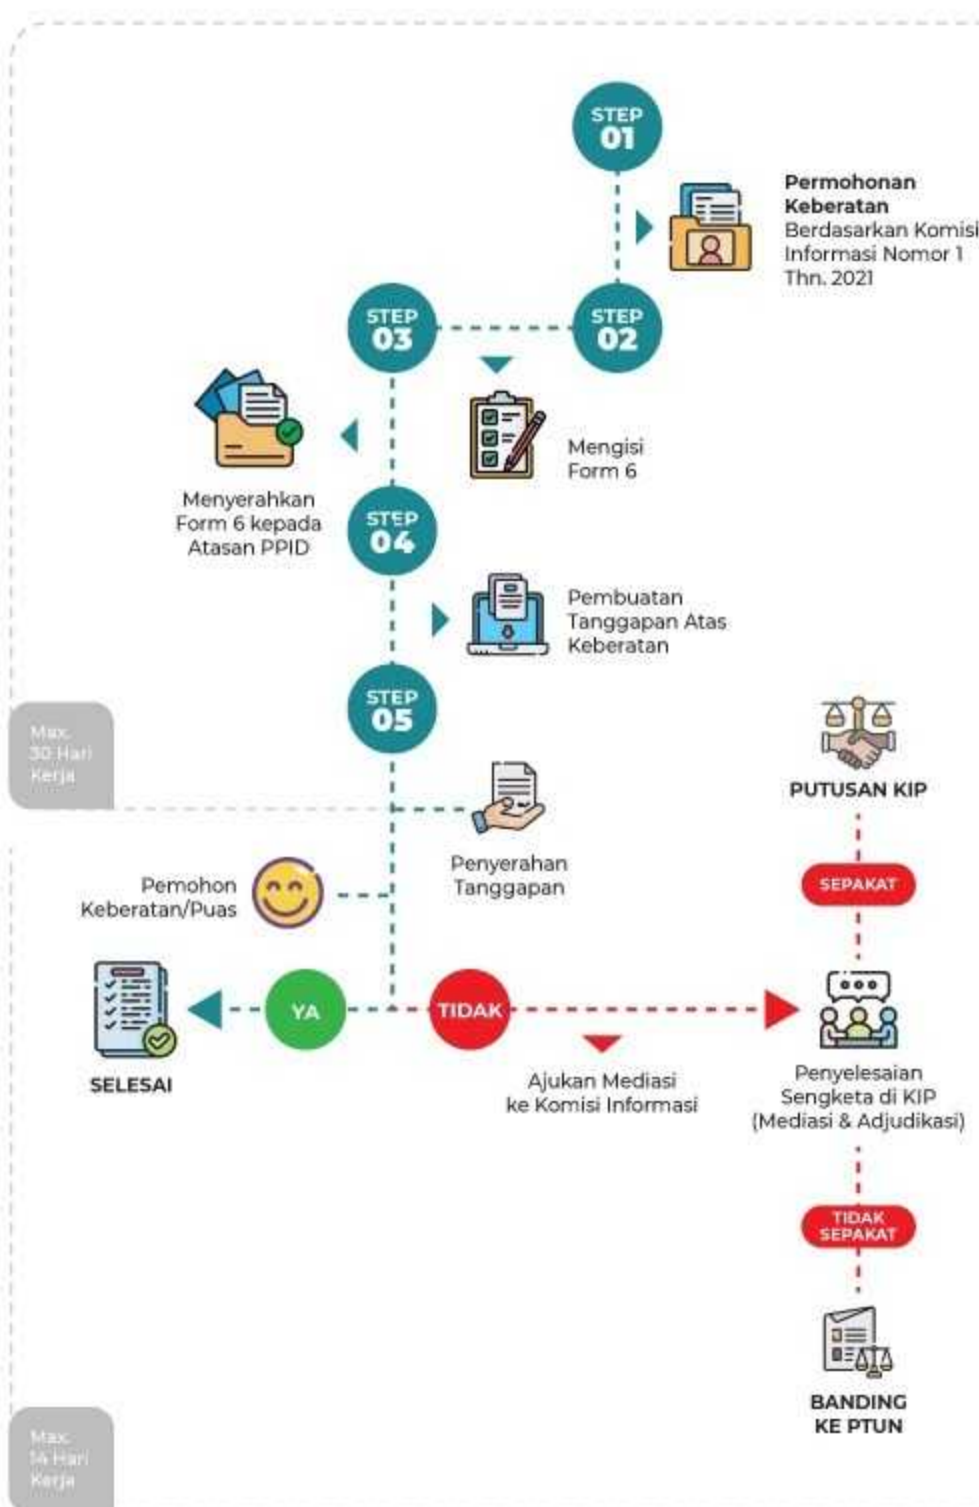 STEP
01
Permohonan
Keberatan
Berdasarkan Komisi
Informasi Nomor 1
Thn. 2021
STEP
03
STEP
02
Mengisi
Form 6
Menyerahkan
Form 6 kepada
Atasan PPID
STEP
04
Pembuatan
Tanggapan Atas
Keberatan
STEP
05
Max.
30 Hari
Kerja
PUTUSAN KIP
Penyerahan
Tanggapan
Pemohon
Keberatan/Puas
SEPAKAT
YA
TIDAK
SELESAI
Ajukan Mediasi
ke Komisi Informasi
Penyelesaian
Sengketa di KIP
(Mediasi & Adjudikasi)
TIDAK
SEPAKAT
BANDING
KE PTUN
Max.
14 Hari
Kerja